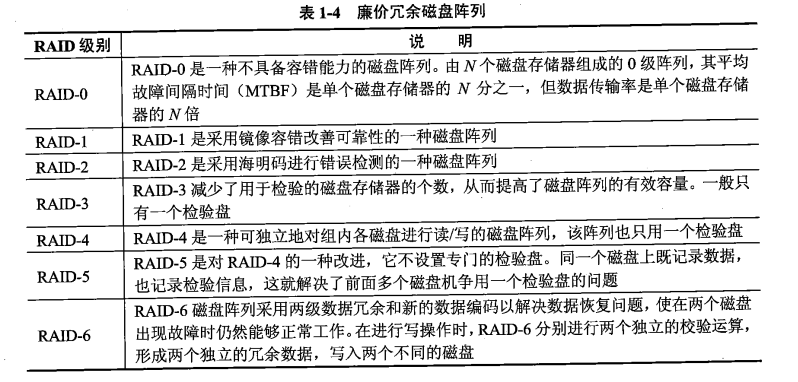 表 1-4 廉价冗余磁盘阵列
RAID 级别
说 明
RAID-0
RAID-0 是一种不具备容错能力的磁盘阵列。由 N 个磁盘存储器组成的 0 级阵列，其平均
故障间隔时间（MTBF）是单个磁盘存储器的 N 分之一，但数据传输率是单个磁盘存储
器的 N 倍
RAID-1
RAID-1 是采用镜像容错改善可靠性的一种磁盘阵列
RAID-2
RAID-2 是采用海明码进行错误检测的一种磁盘阵列
RAID-3
RAID-3 减少了用于检验的磁盘存储器的个数，从而提高了磁盘阵列的有效容量。一般只
有一个检验盘
RAID-4
RAID-4 是一种可独立地对组内各磁盘进行读/写的磁盘阵列，该阵列也只用一个检验盘
RAID-5
RAID-5 是对 RAID-4 的一种改进，它不设置专门的检验盘。同一个磁盘上既记录数据，
也记录检验信息，这就解决了前面多个磁盘机争用一个检验盘的问题
RAID-6
RAID-6 磁盘阵列采用两级数据冗余和新的数据编码以解决数据恢复问题，使在两个磁盘
出现故障时仍然能够正常工作。在进行写操作时，RAID-6 分别进行两个独立的校验运算，
形成两个独立的冗余数据，写入两个不同的磁盘